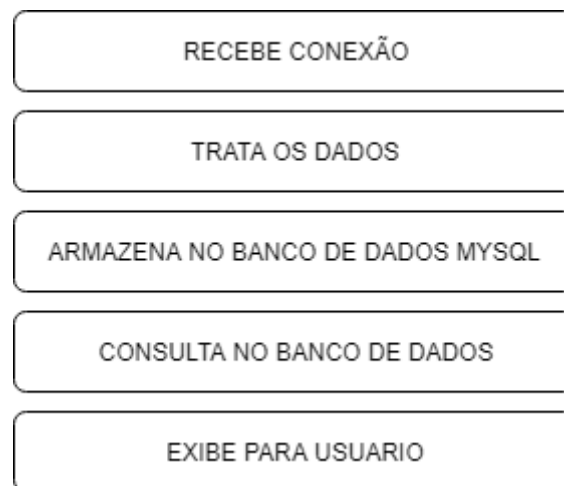 RECEBE CONEXÃO
TRATA OS DADOS
ARMAZENA NO BANCO DE DADOS MYSQL
CONSULTA NO BANCO DE DADOS
EXIBE PARA USUARIO